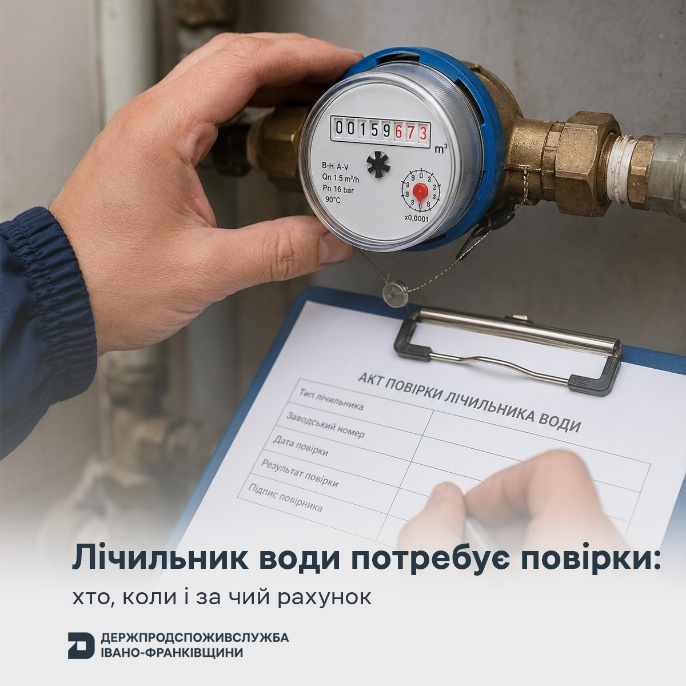 00159673
m³
B-H A-V
Qn 1.5 m³/h
Pn 16 bar
90°C
x0,0001
АКТ ПОВІРКИ ЛІЧИЛЬНИКА ВОДИ
Тип лічильника
Заводський номер
Дата повірки
Результат повірки
Підпис повірника
Лічильник води потребує повірки:
хто, коли і за чий рахунок
ДЕРЖПРОДСПОЖИВСЛУЖБА
ІВАНО-ФРАНКІВЩИНИ